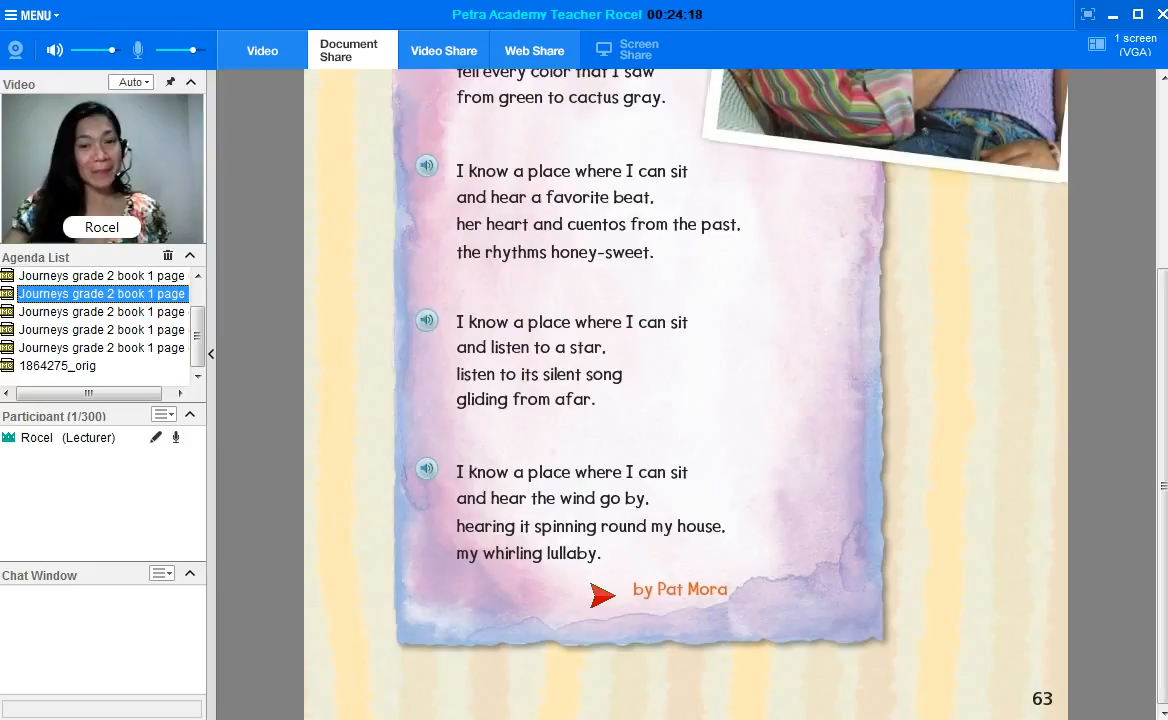 MENU
Petra Academy Teacher Rocel 00:24:18
Video
Document
Share
Video Share
Web Share
Screen
Share
1 screen
(VGA)
Video
Auto
Rocel
Agenda List
Journeys grade 2 book 1 page
Journeys grade 2 book 1 page
Journeys grade 2 book 1 page
Journeys grade 2 book 1 page
Journeys grade 2 book 1 page
1864275_orig
Participant (1/300)
Rocel (Lecturer)
Chat Window
tell every color that I saw
from green to cactus gray.
I know a place where I can sit
and hear a favorite beat,
her heart and cuentos from the past,
the rhythms honey-sweet.
I know a place where I can sit
and listen to a star,
listen to its silent song
gliding from afar.
I know a place where I can sit
and hear the wind go by,
hearing it spinning round my house,
my whirling lullaby.
by Pat Mora
63